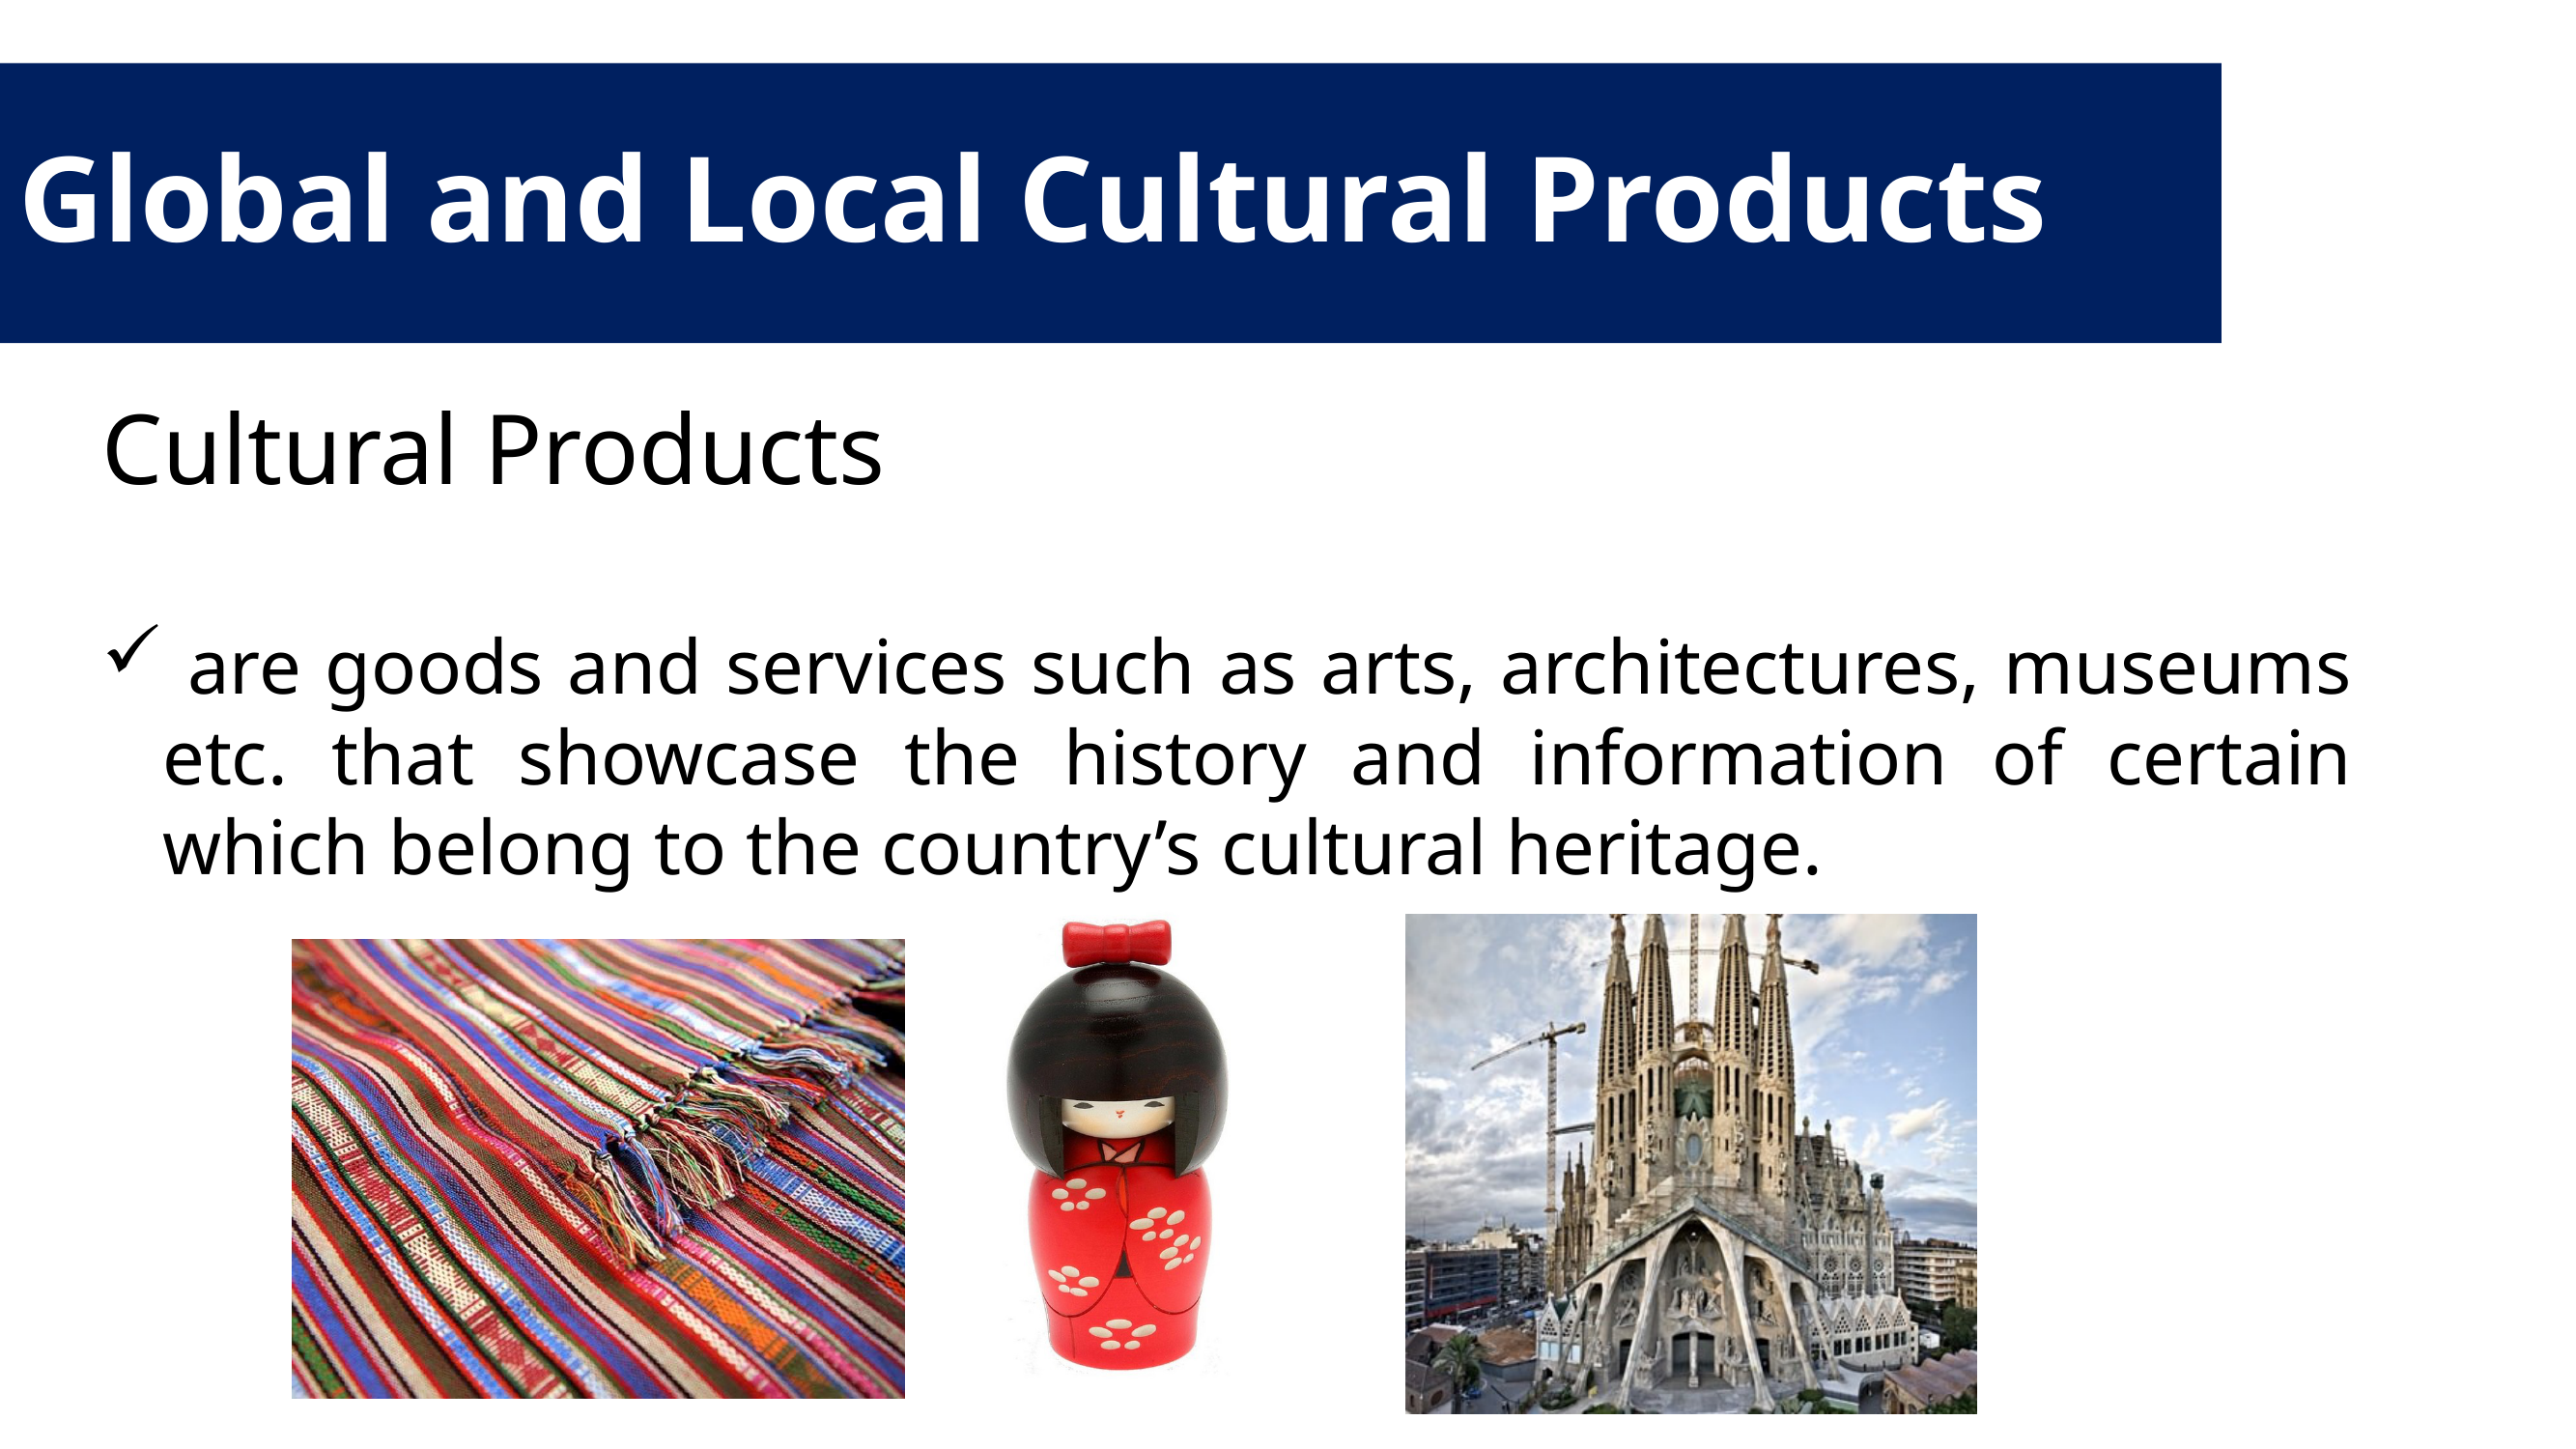 Global and Local Cultural Products
Cultural Products
✓ are goods and services such as arts, architectures, museums
etc. that showcase the history and information of certain
which belong to the country’s cultural heritage.